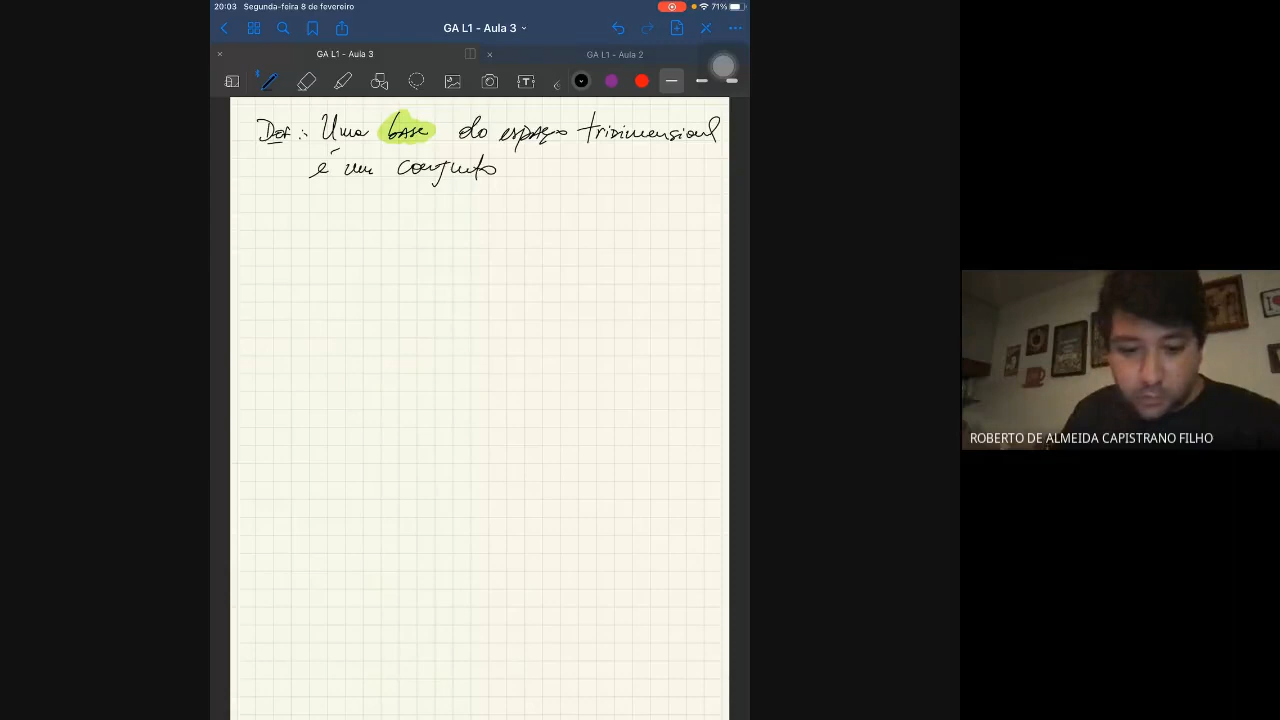 20:03 Segunda-feira 8 de fevereiro 71%
GA L1 - Aula 3
GA L1 - Aula 3
GA L1 - Aula 2
Def.: Uma base do espaço tridimensional
é um conjunto
ROBERTO DE ALMEIDA CAPISTRANO FILHO